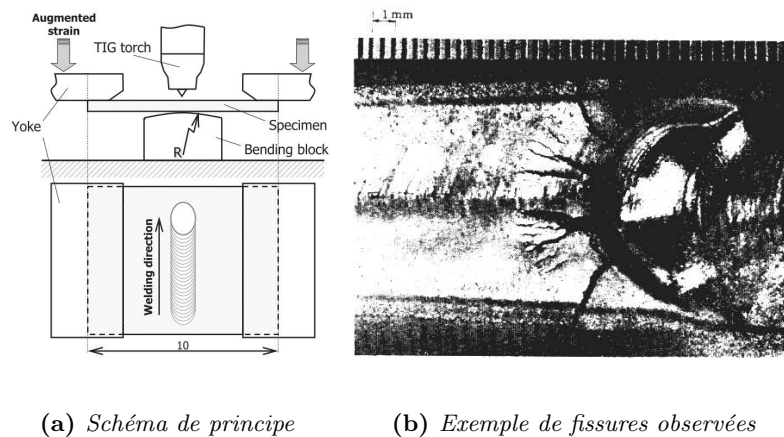 Augmented
strain
TIG torch
Yoke
Specimen
R
Bending block
Welding direction
10
1 mm
(a) Schéma de principe
(b) Exemple de fissures observées